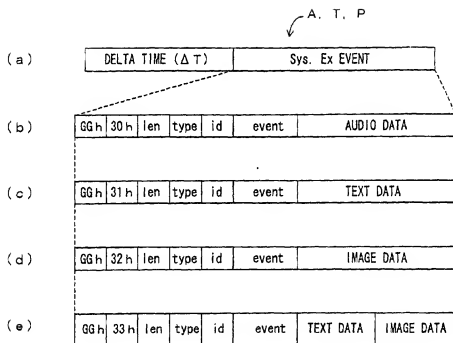 A, T, P
(a) DELTA TIME (ΔT) Sys. Ex EVENT
(b) GGh 30h len type id event AUDIO DATA
(c) GGh 31h len type id event TEXT DATA
(d) GGh 32h len type id event IMAGE DATA
(e) GGh 33h len type id event TEXT DATA IMAGE DATA